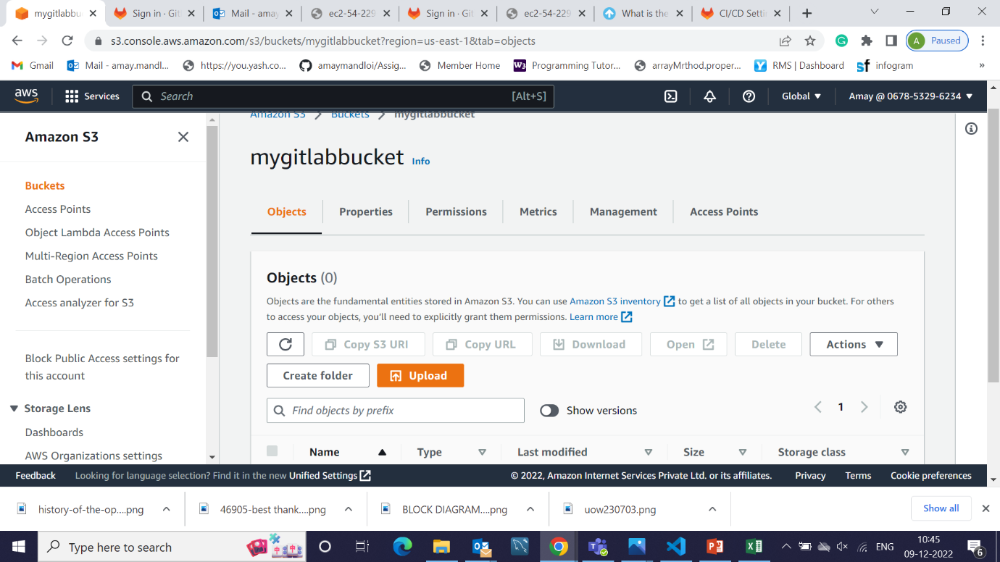 mygitlabbu
Sign in · Git
Mail - amay
ec2-54-229
Sign in · Git
ec2-54-229
What is the
CI/CD Setti
s3.console.aws.amazon.com/s3/buckets/mygitlabbucket?region=us-east-1&tab=objects
A
Paused
Gmail
Mail - amay.mandl...
https://you.yash.co...
amaymandloi/Assig...
Member Home
W3
Programming Tutor...
arrayMrthod.proper...
RMS | Dashboard
sf
infogram
»
aws
Services
Search
[Alt+S]
Global
Amay @ 0678-5329-6234
Amazon S3
Buckets
Access Points
Object Lambda Access Points
Multi-Region Access Points
Batch Operations
Access analyzer for S3
Block Public Access settings for
this account
Storage Lens
Dashboards
AWS Organizations settings
Amazon S3 > Buckets > mygitlabbucket
mygitlabbucket Info
Objects
Properties
Permissions
Metrics
Management
Access Points
Objects (0)
Objects are the fundamental entities stored in Amazon S3. You can use Amazon S3 inventory to get a list of all objects in your bucket. For others
to access your objects, you'll need to explicitly grant them permissions. Learn more
Copy S3 URI
Copy URL
Download
Open
Delete
Actions
Create folder
Upload
Find objects by prefix
Show versions
1
Name
Type
Last modified
Size
Storage class
Feedback
Looking for language selection? Find it in the new Unified Settings
© 2022, Amazon Internet Services Private Ltd. or its affiliates.
Privacy
Terms
Cookie preferences
history-of-the-op....png
46905-best thank....png
BLOCK DIAGRAM....png
uow230703.png
Show all
Type here to search
ENG
10:45
09-12-2022
6